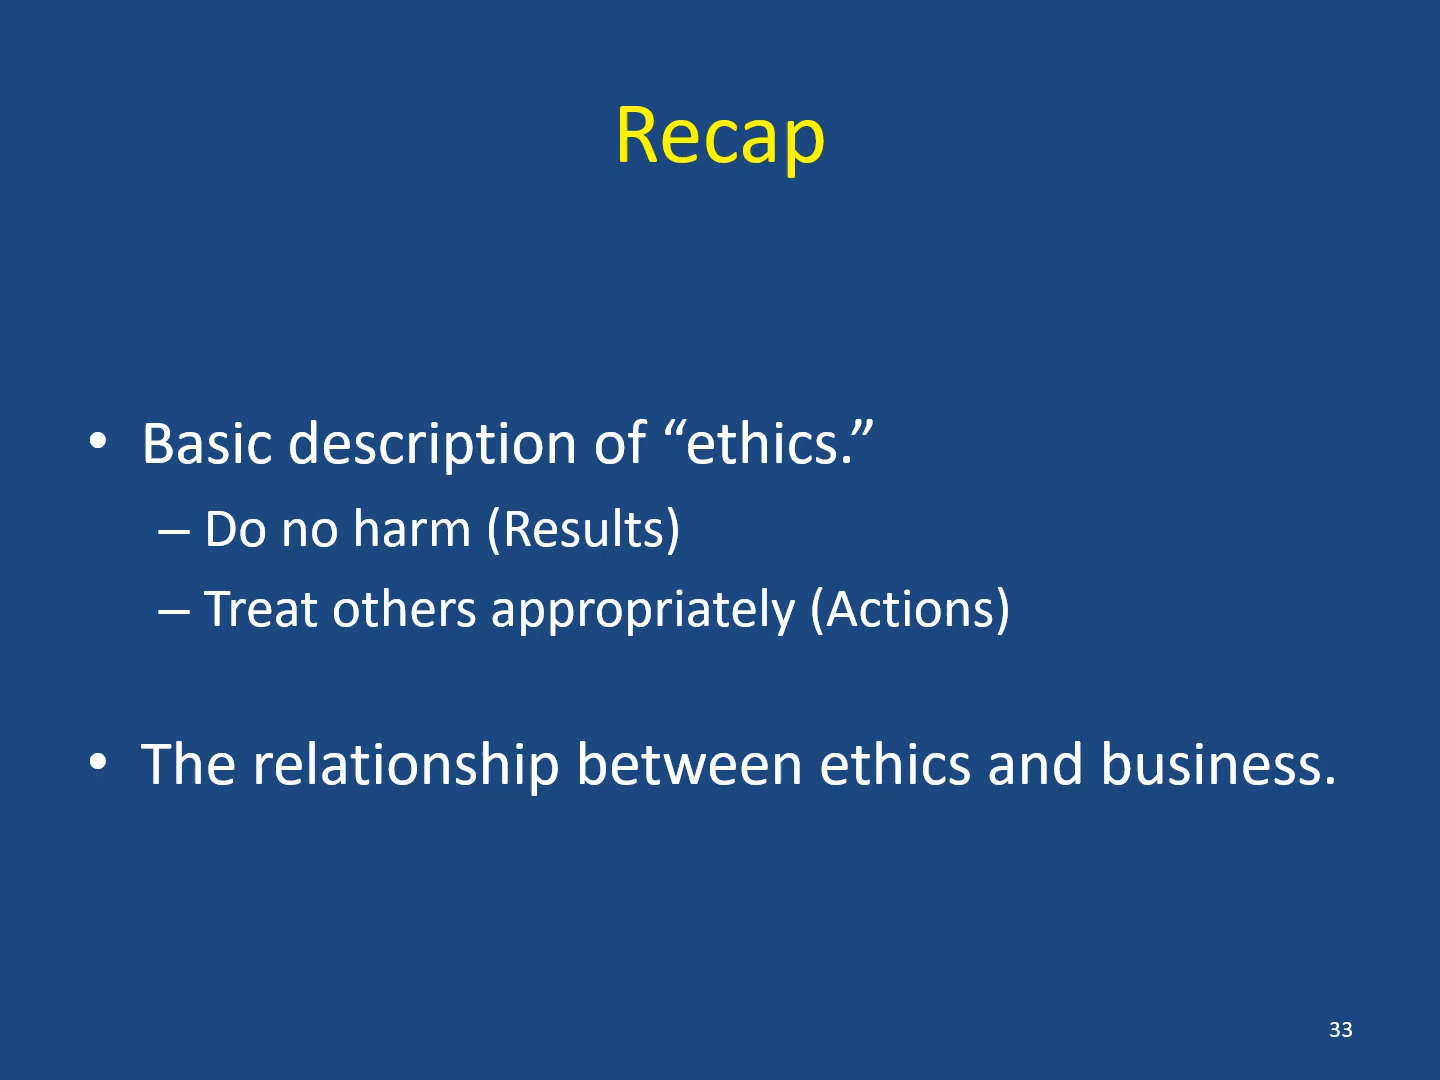 Recap
• Basic description of “ethics.”
– Do no harm (Results)
– Treat others appropriately (Actions)
• The relationship between ethics and business.
33